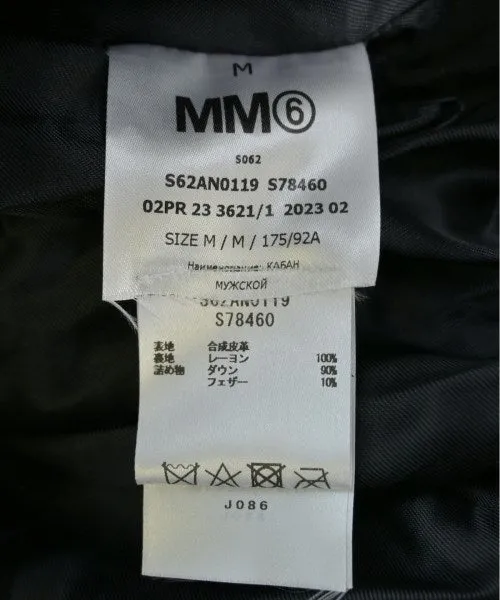 M
MM⑥
S062
S62AN0119 S78460
02PR 23 3621/1 2023 02
SIZE M / M / 175/92A
Наименование: КАБАН
МУЖСКОЙ
S62AN0119
S78460
表地 合成皮革
裏地 レーヨン 100%
詰め物 ダウン 90%
フェザー 10%
J086